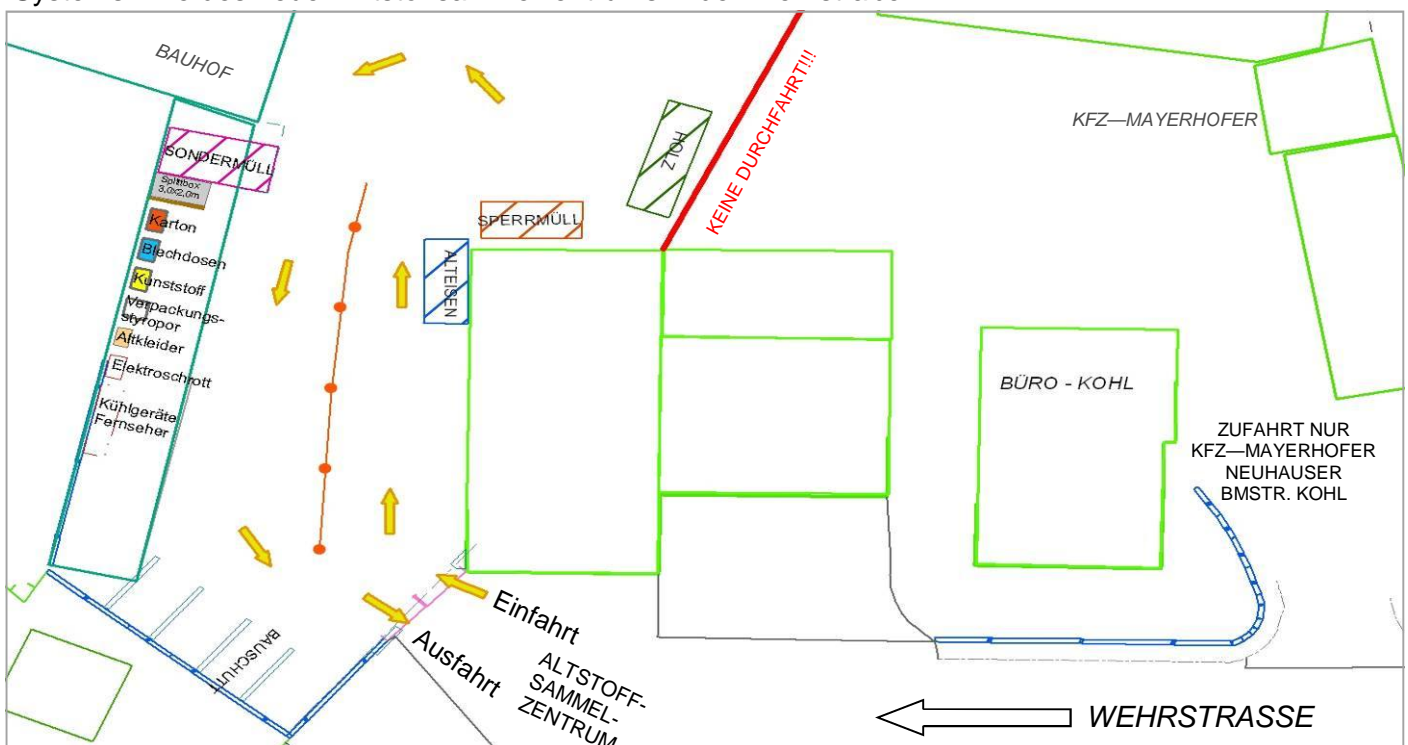 BAUHOF
SONDERMÜLL
Splittbox
3,0x2,0m
Karton
Blechdosen
Kunststoff
Verpackungs-
styropor
Altkleider
Elektroschrott
Kühlgeräte
Fernseher
BAUSCHUTT
ALTEISEN
SPERRMÜLL
HOLZ
KEINE DURCHFAHRT!!!
KFZ—MAYERHOFER
BÜRO - KOHL
ZUFAHRT NUR
KFZ—MAYERHOFER
NEUHAUSER
BMSTR. KOHL
Einfahrt
Ausfahrt
ALTSTOFF-
SAMMEL-
ZENTRUM
WEHRSTRASSE